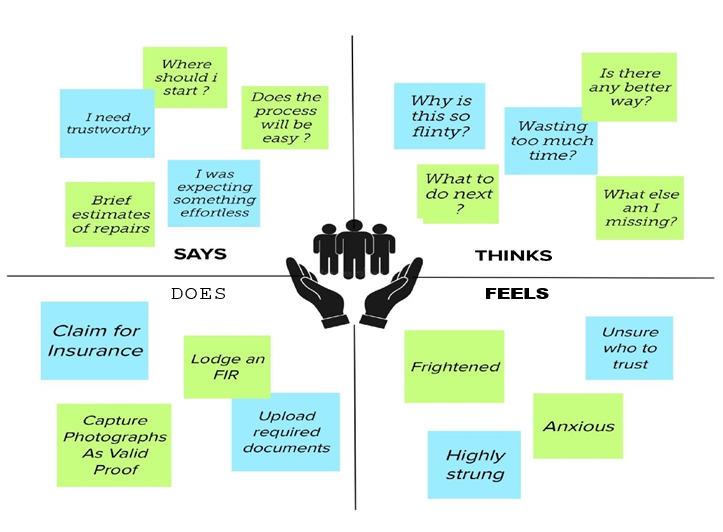 Where
should i
start ?
I need
trustworthy
Does the
process
will be
easy ?
I was
expecting
something
effortless
Brief
estimates
of repairs
SAYS
Why is
this so
flinty?
Is there
any better
way?
Wasting
too much
time?
What to
do next
?
What else
am I
missing?
THINKS
DOES
Claim for
Insurance
Lodge an
FIR
Capture
Photographs
As Valid
Proof
Upload
required
documents
FEELS
Frightened
Unsure
who to
trust
Anxious
Highly
strung